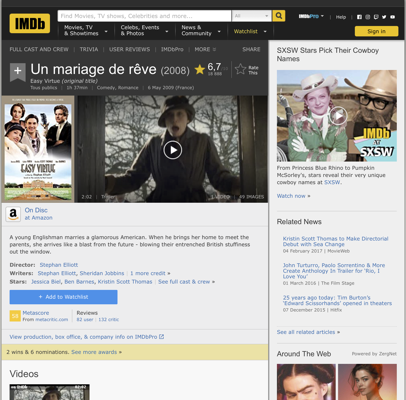 IMDb
Find Movies, TV shows, Celebrities and more...
All
IMDbPro
Help
Movies, TV & Showtimes
Celebs, Events & Photos
News & Community
Watchlist
Sign in
FULL CAST AND CREW
TRIVIA
USER REVIEWS
IMDbPro
MORE
SHARE
Un mariage de rêve (2008)
Easy Virtue (original title)
6,7
Rate This
Tous publics
1h 37min
Comedy, Romance
6 May 2009 (France)
EASY VIRTUE
2:02
1 VIDEO
49 IMAGES
On Disc
at Amazon
A young Englishman marries a glamorous American. When he brings her home to meet the
parents, she arrives like a blast from the future - blowing their entrenched British stuffiness
out the window.
Director: Stephan Elliott
Writers: Stephan Elliott, Sheridan Jobbins | 1 more credit »
Stars: Jessica Biel, Ben Barnes, Kristin Scott Thomas | See full cast & crew »
+ Add to Watchlist
Metascore
From metacritic.com
Reviews
82 user | 132 critic
View production, box office, & company info on IMDbPro
2 wins & 6 nominations. See more awards »
Videos
SXSW Stars Pick Their Cowboy
Names
IMDb
AT
SXSW
From Princess Blue Rhino to Pumpkin
McSorley's, stars reveal their very unique
cowboy names at SXSW.
Watch now »
Related News
Kristin Scott Thomas to Make Directorial
Debut with Sea Change
04 February 2017 | MovieWeb
John Turturro, Paolo Sorrentino & More
Create Anthology In Trailer for 'Rio, I
Love You'
01 March 2016 | The Film Stage
25 years ago today: Tim Burton's
'Edward Scissorhands' opened in theaters
07 December 2015 | Hitfix
See all related articles »
Around The Web
Powered by ZergNet